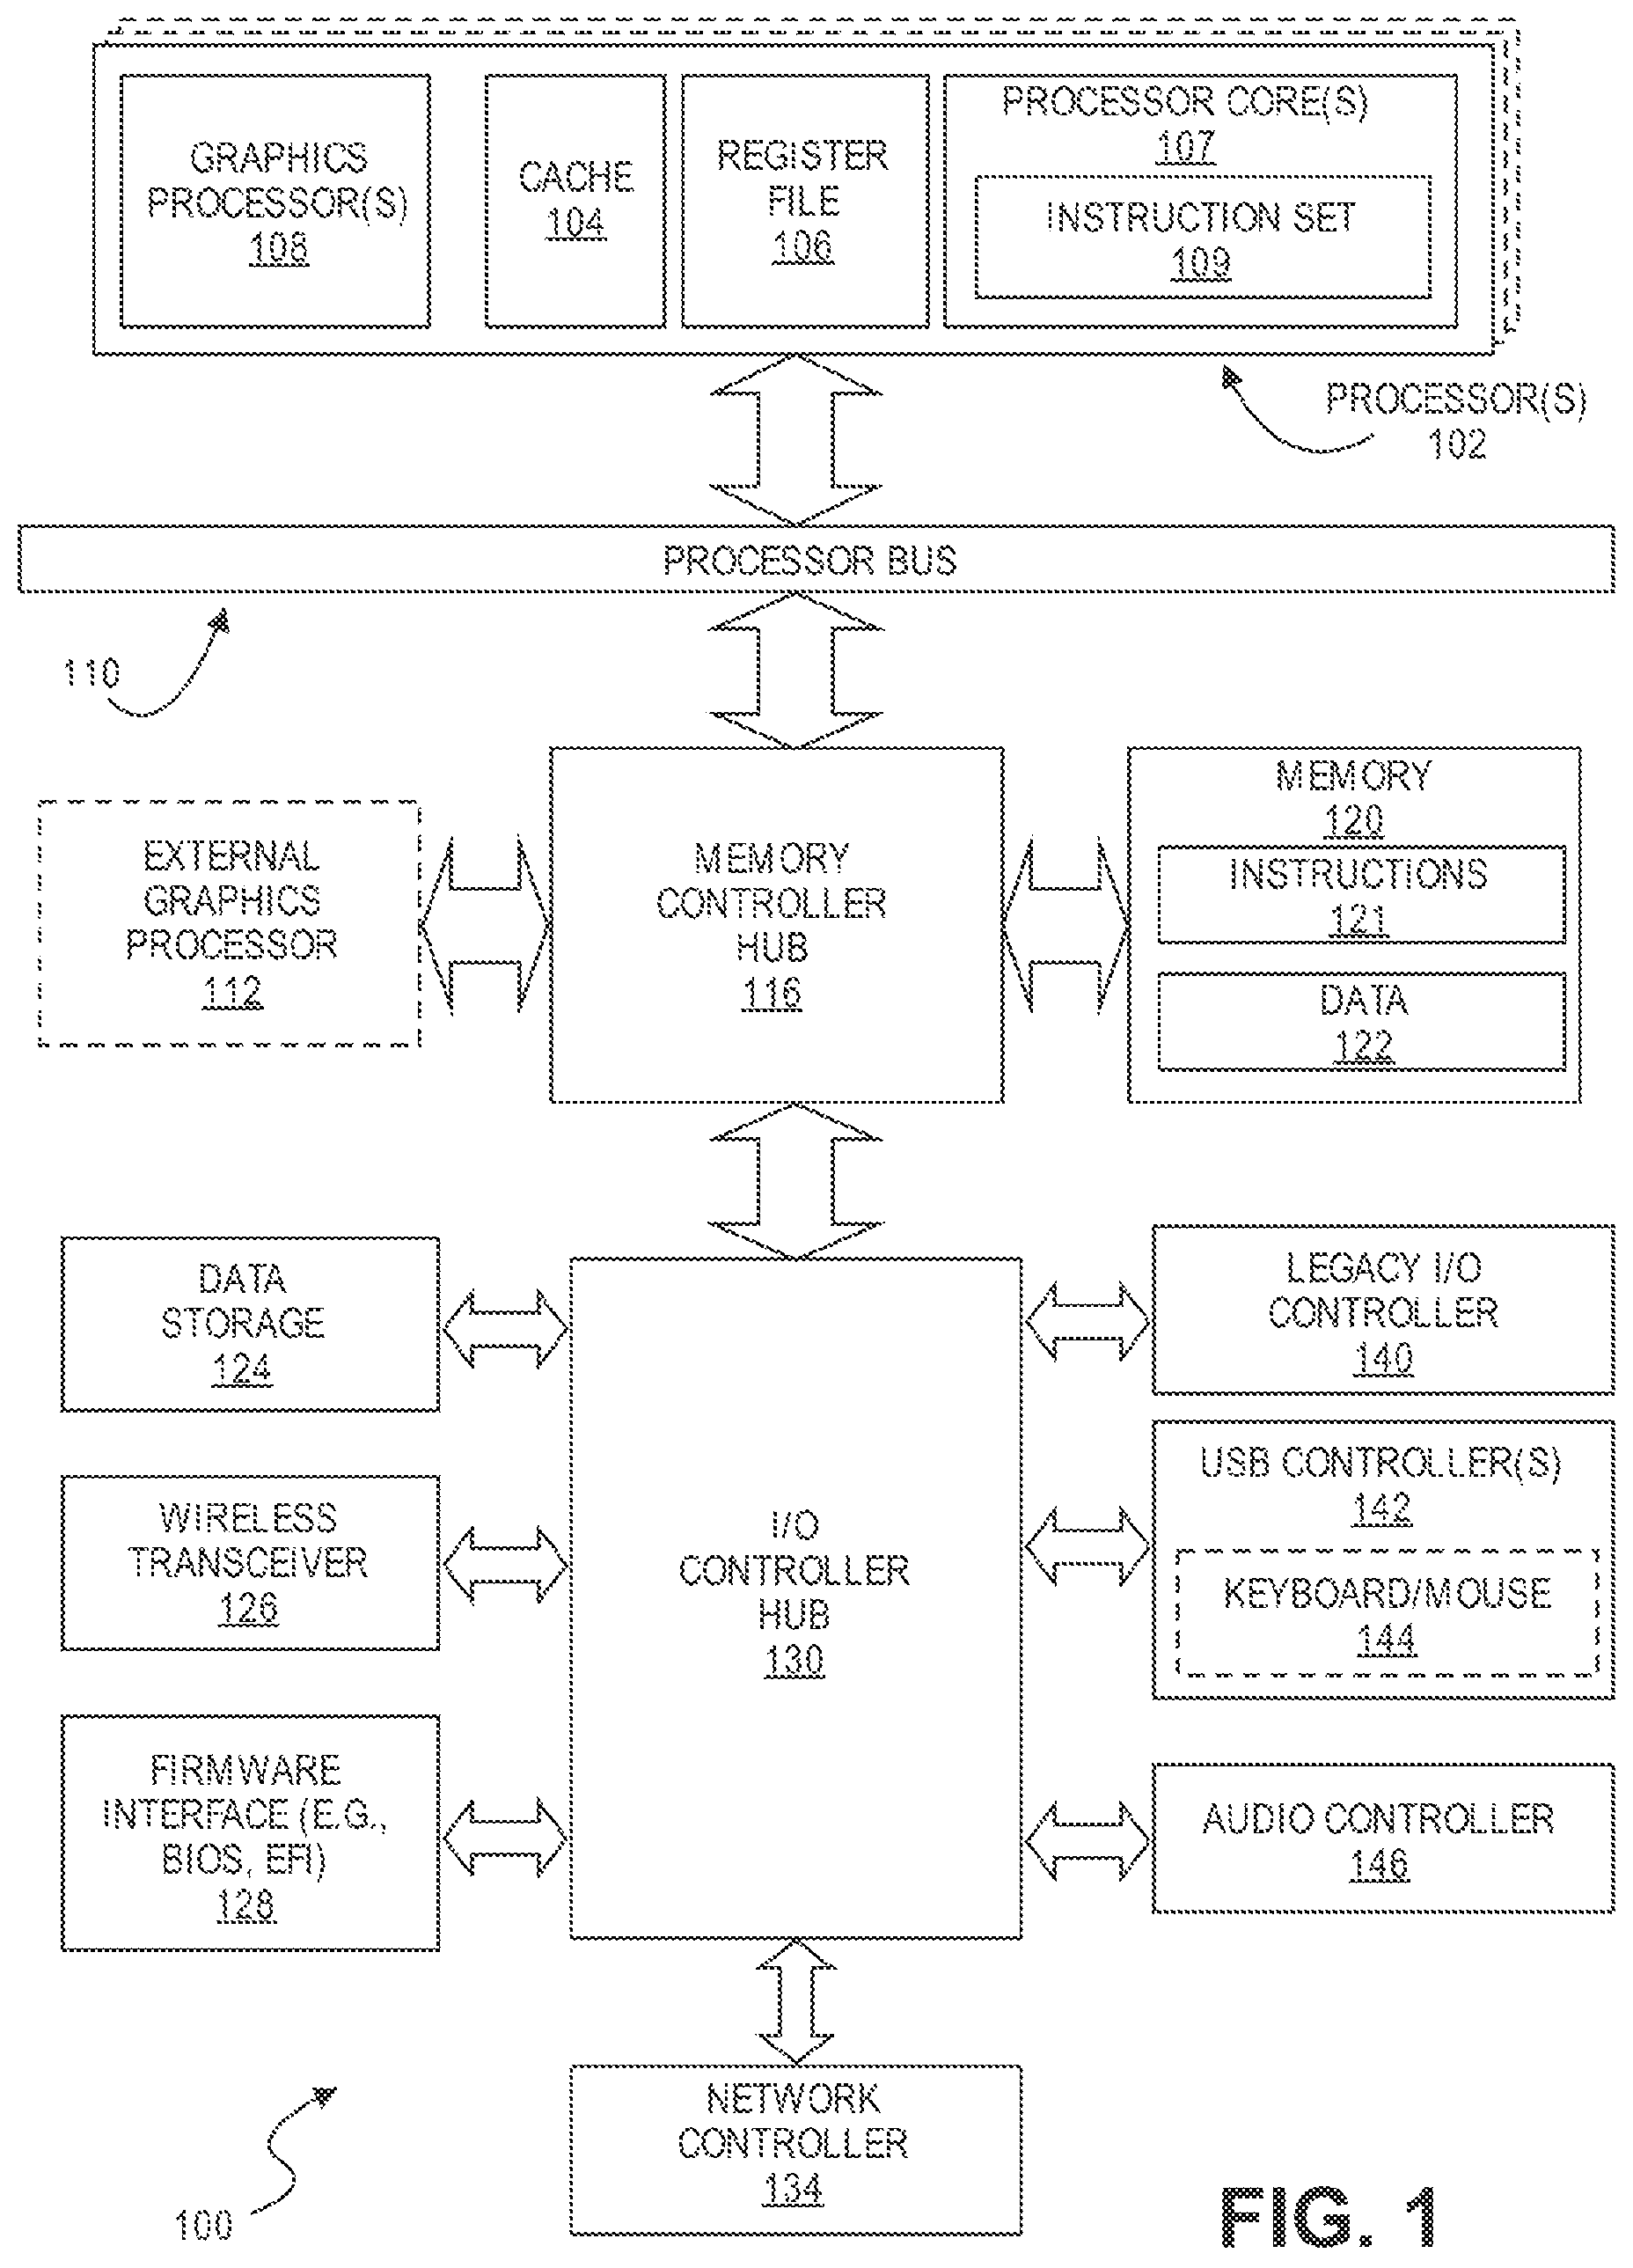 GRAPHICS
PROCESSOR(S)
108
CACHE
104
REGISTER
FILE
106
PROCESSOR CORE(S)
107
INSTRUCTION SET
109
PROCESSOR(S)
102
PROCESSOR BUS
110
EXTERNAL
GRAPHICS
PROCESSOR
112
MEMORY
CONTROLLER
HUB
116
MEMORY
120
INSTRUCTIONS
121
DATA
122
DATA
STORAGE
124
WIRELESS
TRANSCEIVER
126
FIRMWARE
INTERFACE (E.G.,
BIOS, EFI)
128
I/O
CONTROLLER
HUB
130
LEGACY I/O
CONTROLLER
140
USB CONTROLLER(S)
142
KEYBOARD/MOUSE
144
AUDIO CONTROLLER
146
NETWORK
CONTROLLER
134
100
FIG. 1